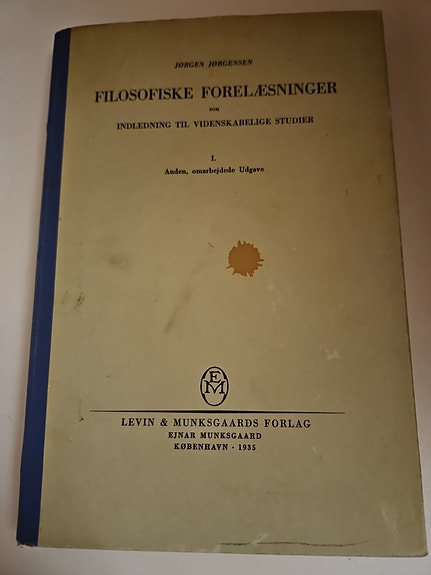 JØRGEN JØRGENSEN
FILOSOFISKE FORELÆSNINGER
som
INDLEDNING TIL VIDENSKABELIGE STUDIER
I.
Anden, omarbejdede Udgave
EM
LEVIN & MUNKSGAARDS FORLAG
EJNAR MUNKSGAARD
KØBENHAVN · 1935